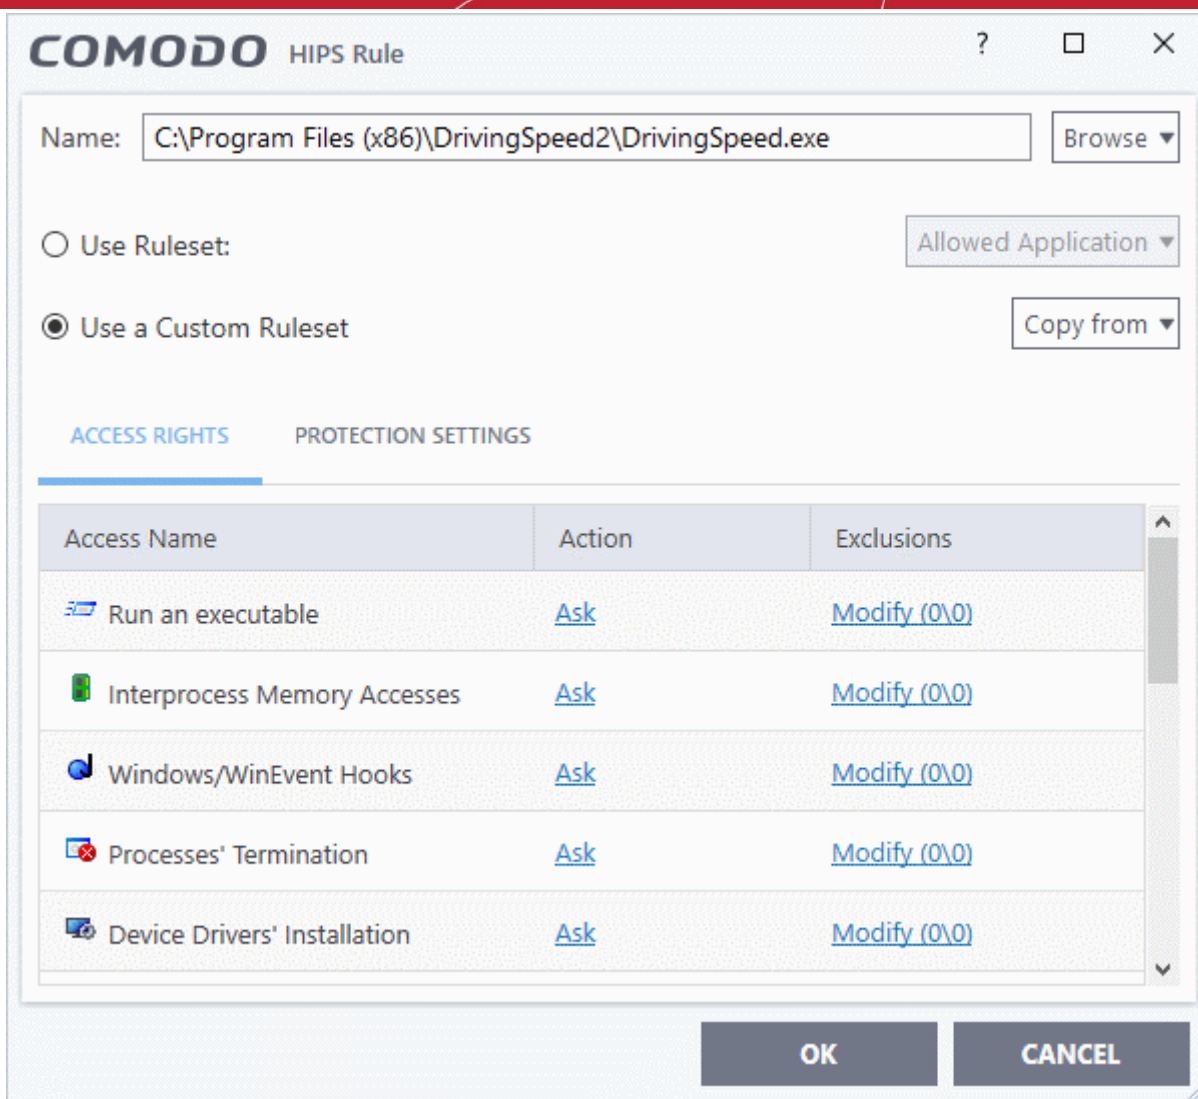 COMODO HIPS Rule ?
Name: C:\Program Files (x86)\DrivingSpeed2\DrivingSpeed.exe Browse
Use Ruleset: Allowed Application
Use a Custom Ruleset Copy from
ACCESS RIGHTS PROTECTION SETTINGS
Access Name Action Exclusions
Run an executable Ask Modify (0\0)
Interprocess Memory Accesses Ask Modify (0\0)
Windows/WinEvent Hooks Ask Modify (0\0)
Processes' Termination Ask Modify (0\0)
Device Drivers' Installation Ask Modify (0\0)
OK CANCEL